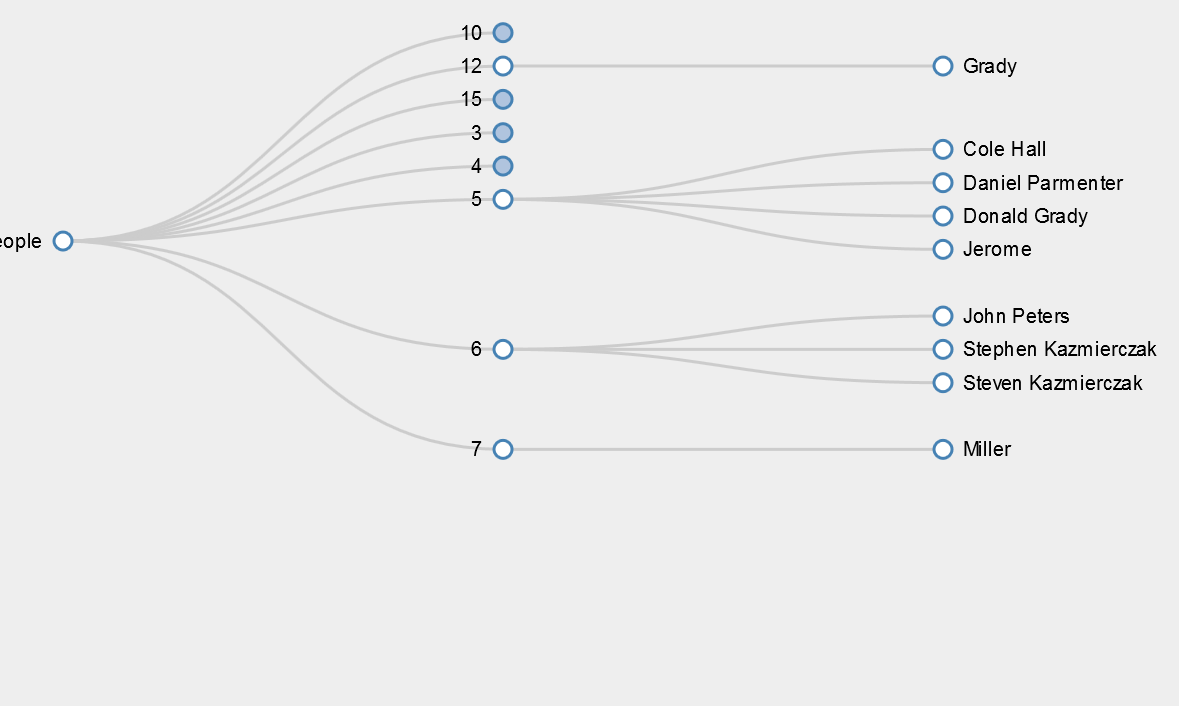 10
12
Grady
15
3
Cole Hall
4
Daniel Parmenter
5
Donald Grady
eople
Jerome
John Peters
6
Stephen Kazmierczak
Steven Kazmierczak
7
Miller